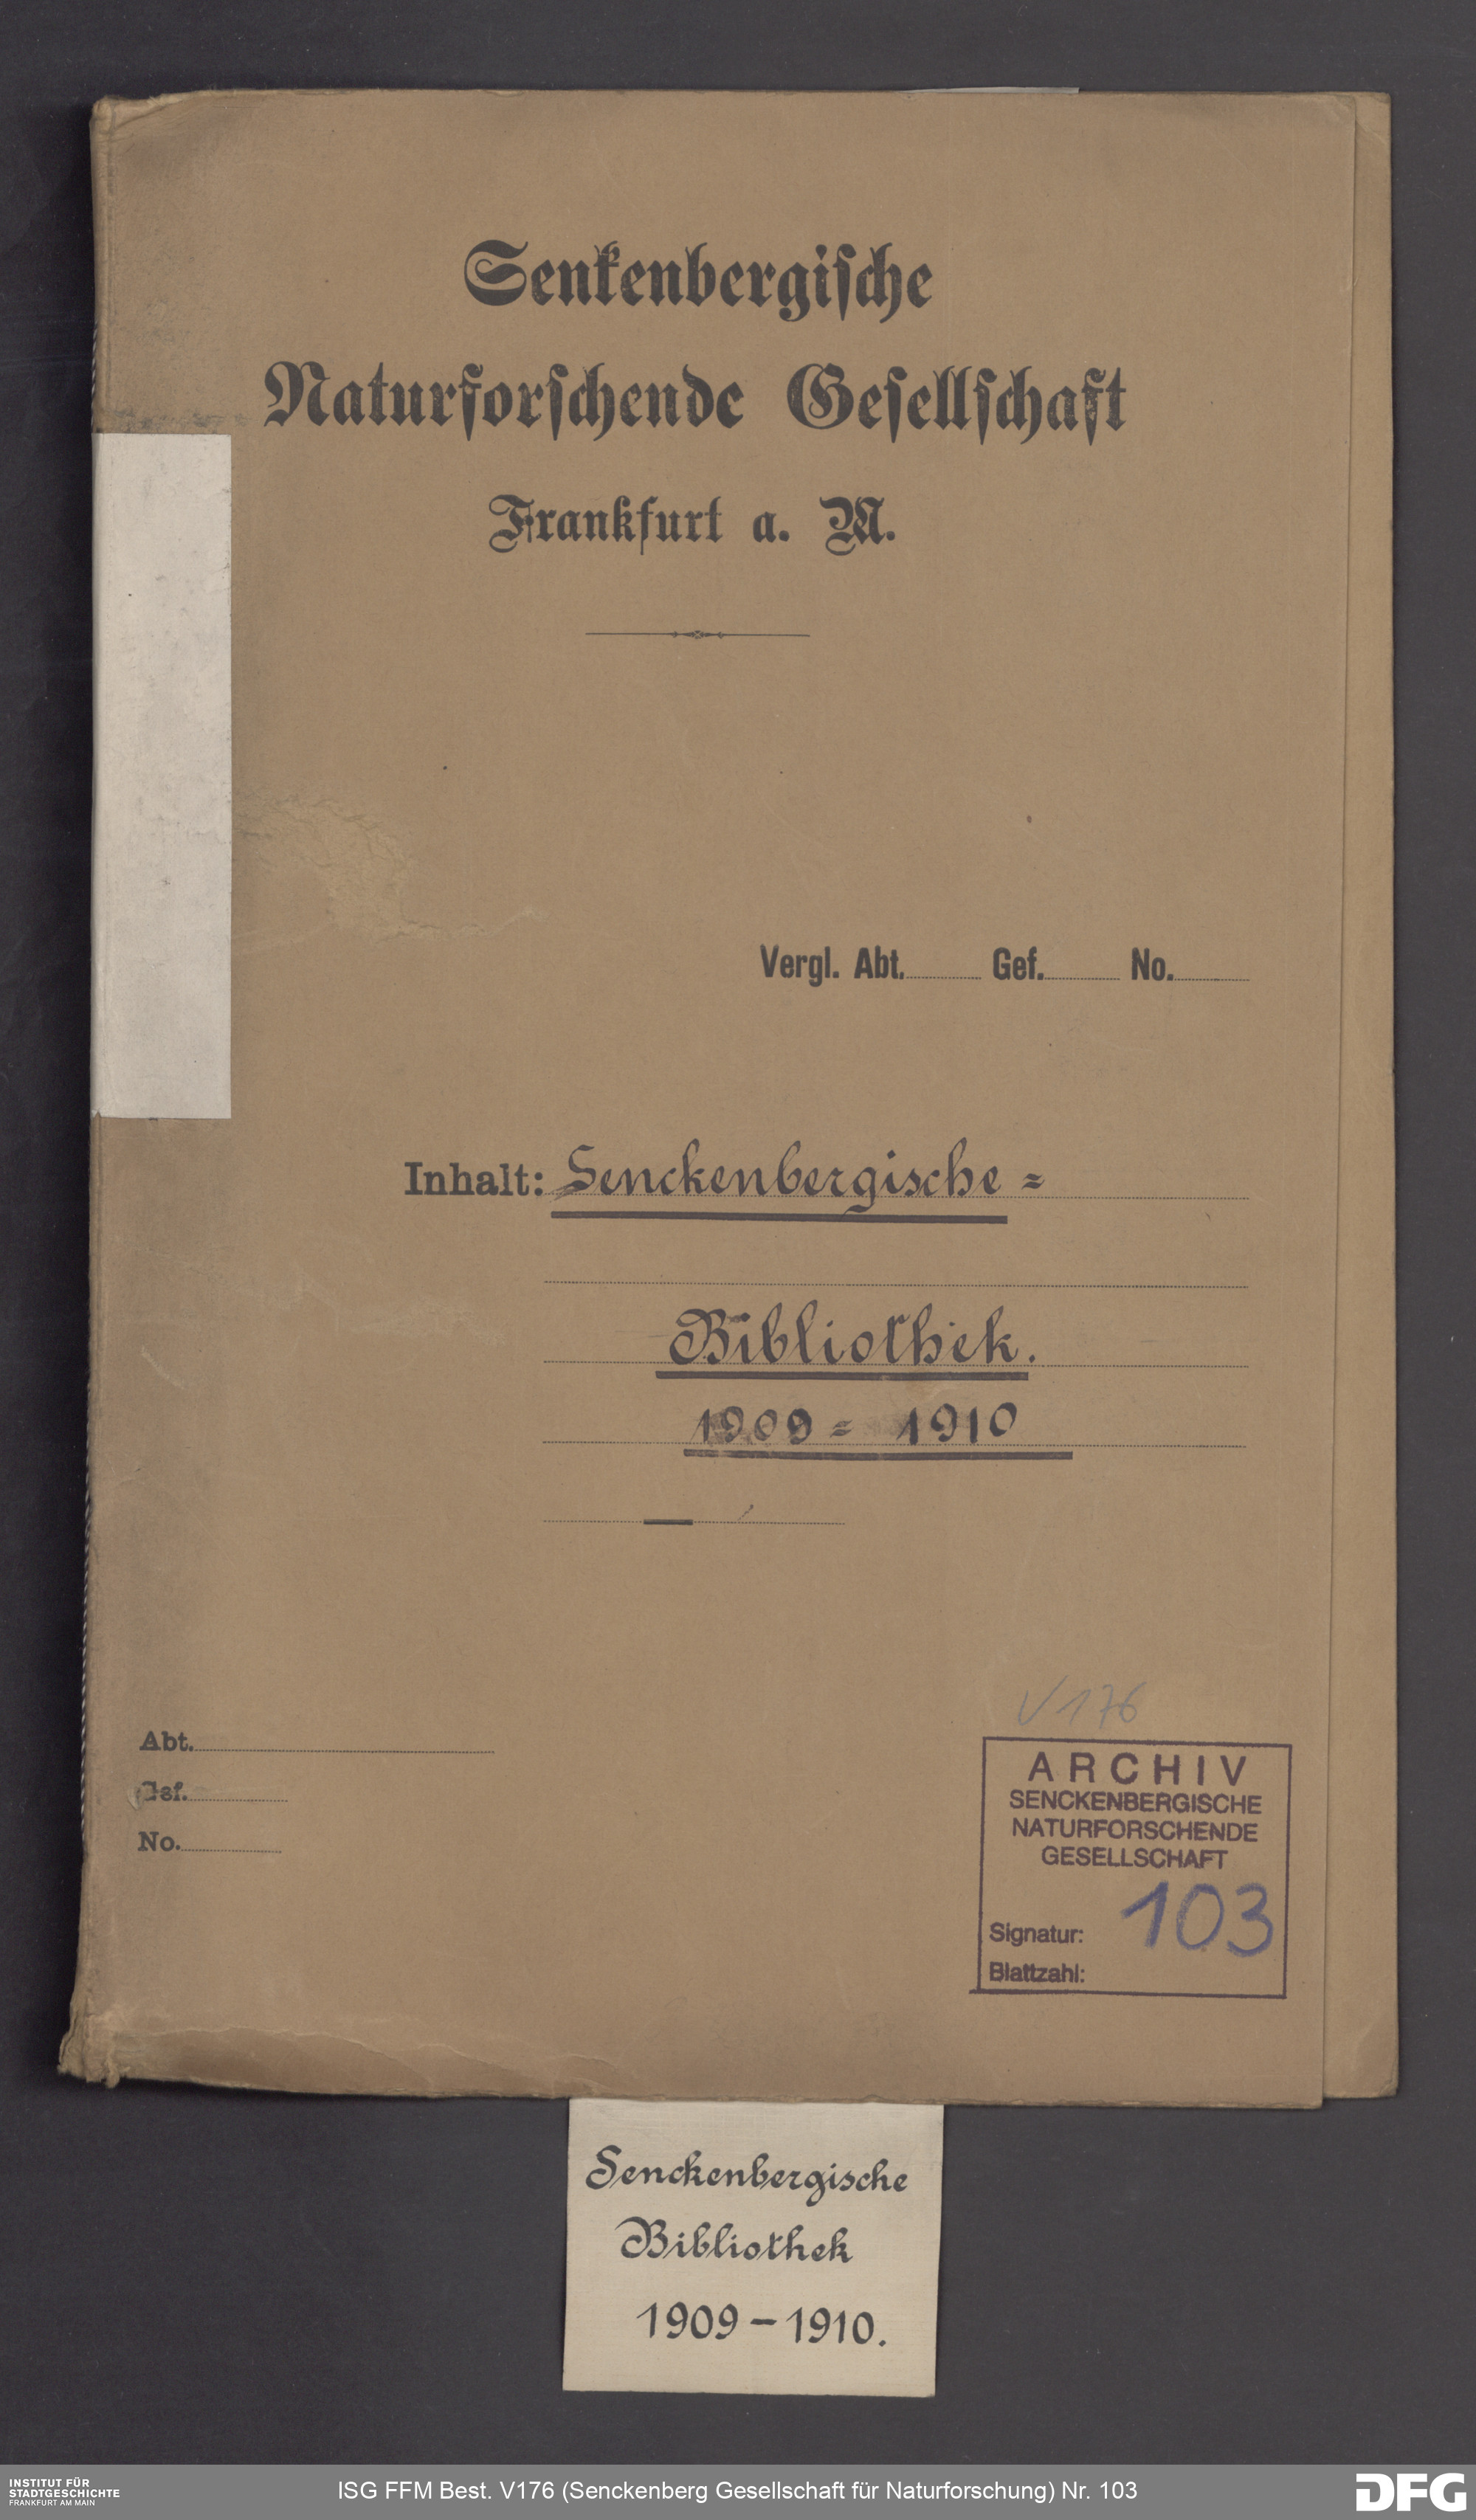 Senkenbergische
Naturforschende Gesellschaft
Frankfurt a. M.
Vergl. Abt. Gef. No.
Inhalt: Senckenbergische =
Bibliothek.
1909 = 1910
V 176
Abt.
Gef.
No.
ARCHIV
SENCKENBERGISCHE
NATURFORSCHENDE
GESELLSCHAFT
Signatur: 103
Blattzahl:
Senckenbergische
Bibliothek
1909 – 1910.
INSTITUT FÜR
STADTGESCHICHTE
FRANKFURT AM MAIN
ISG FFM Best. V176 (Senckenberg Gesellschaft für Naturforschung) Nr. 103
DFG